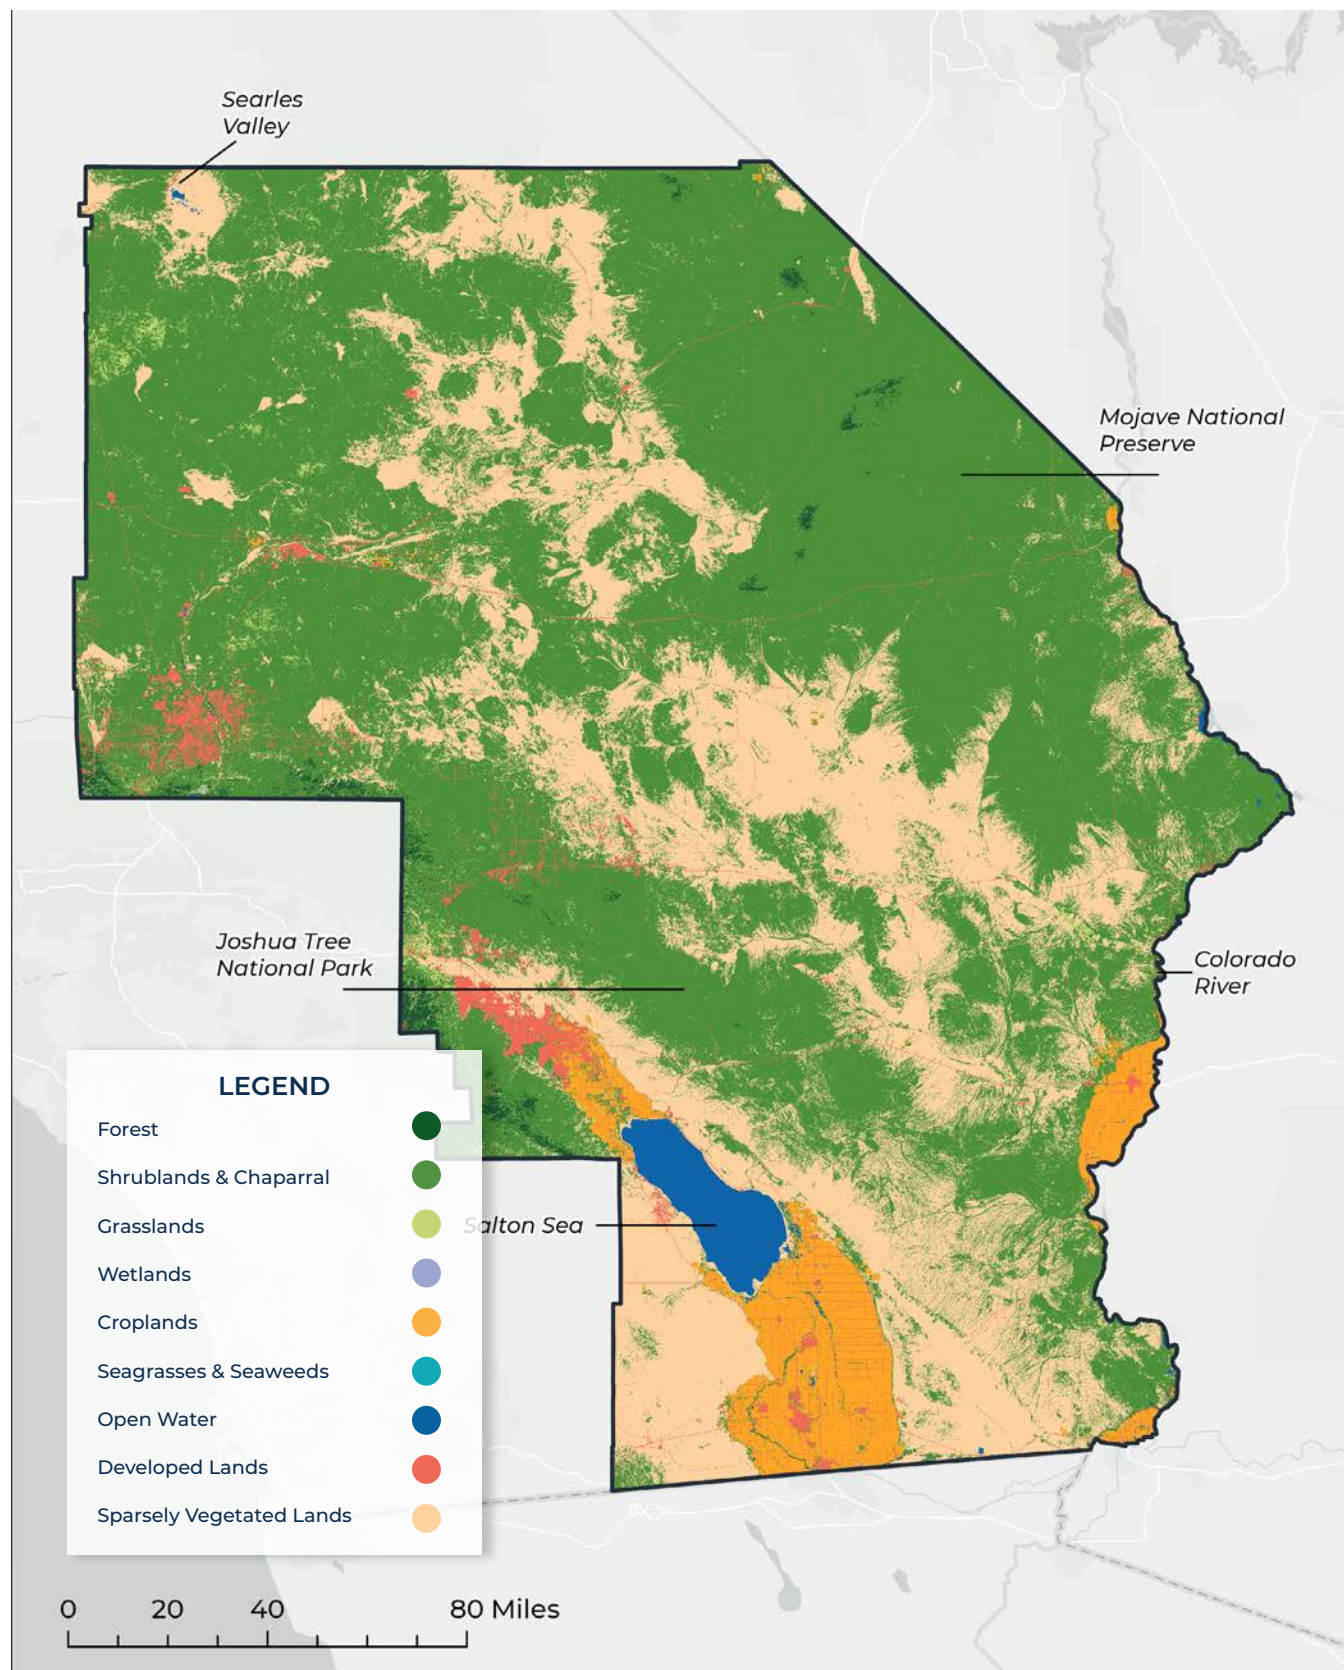 Searles
Valley
Mojave National
Preserve
Joshua Tree
National Park
Colorado
River
Salton Sea
LEGEND
Forest
Shrublands & Chaparral
Grasslands
Wetlands
Croplands
Seagrasses & Seaweeds
Open Water
Developed Lands
Sparsely Vegetated Lands
0 20 40 80 Miles